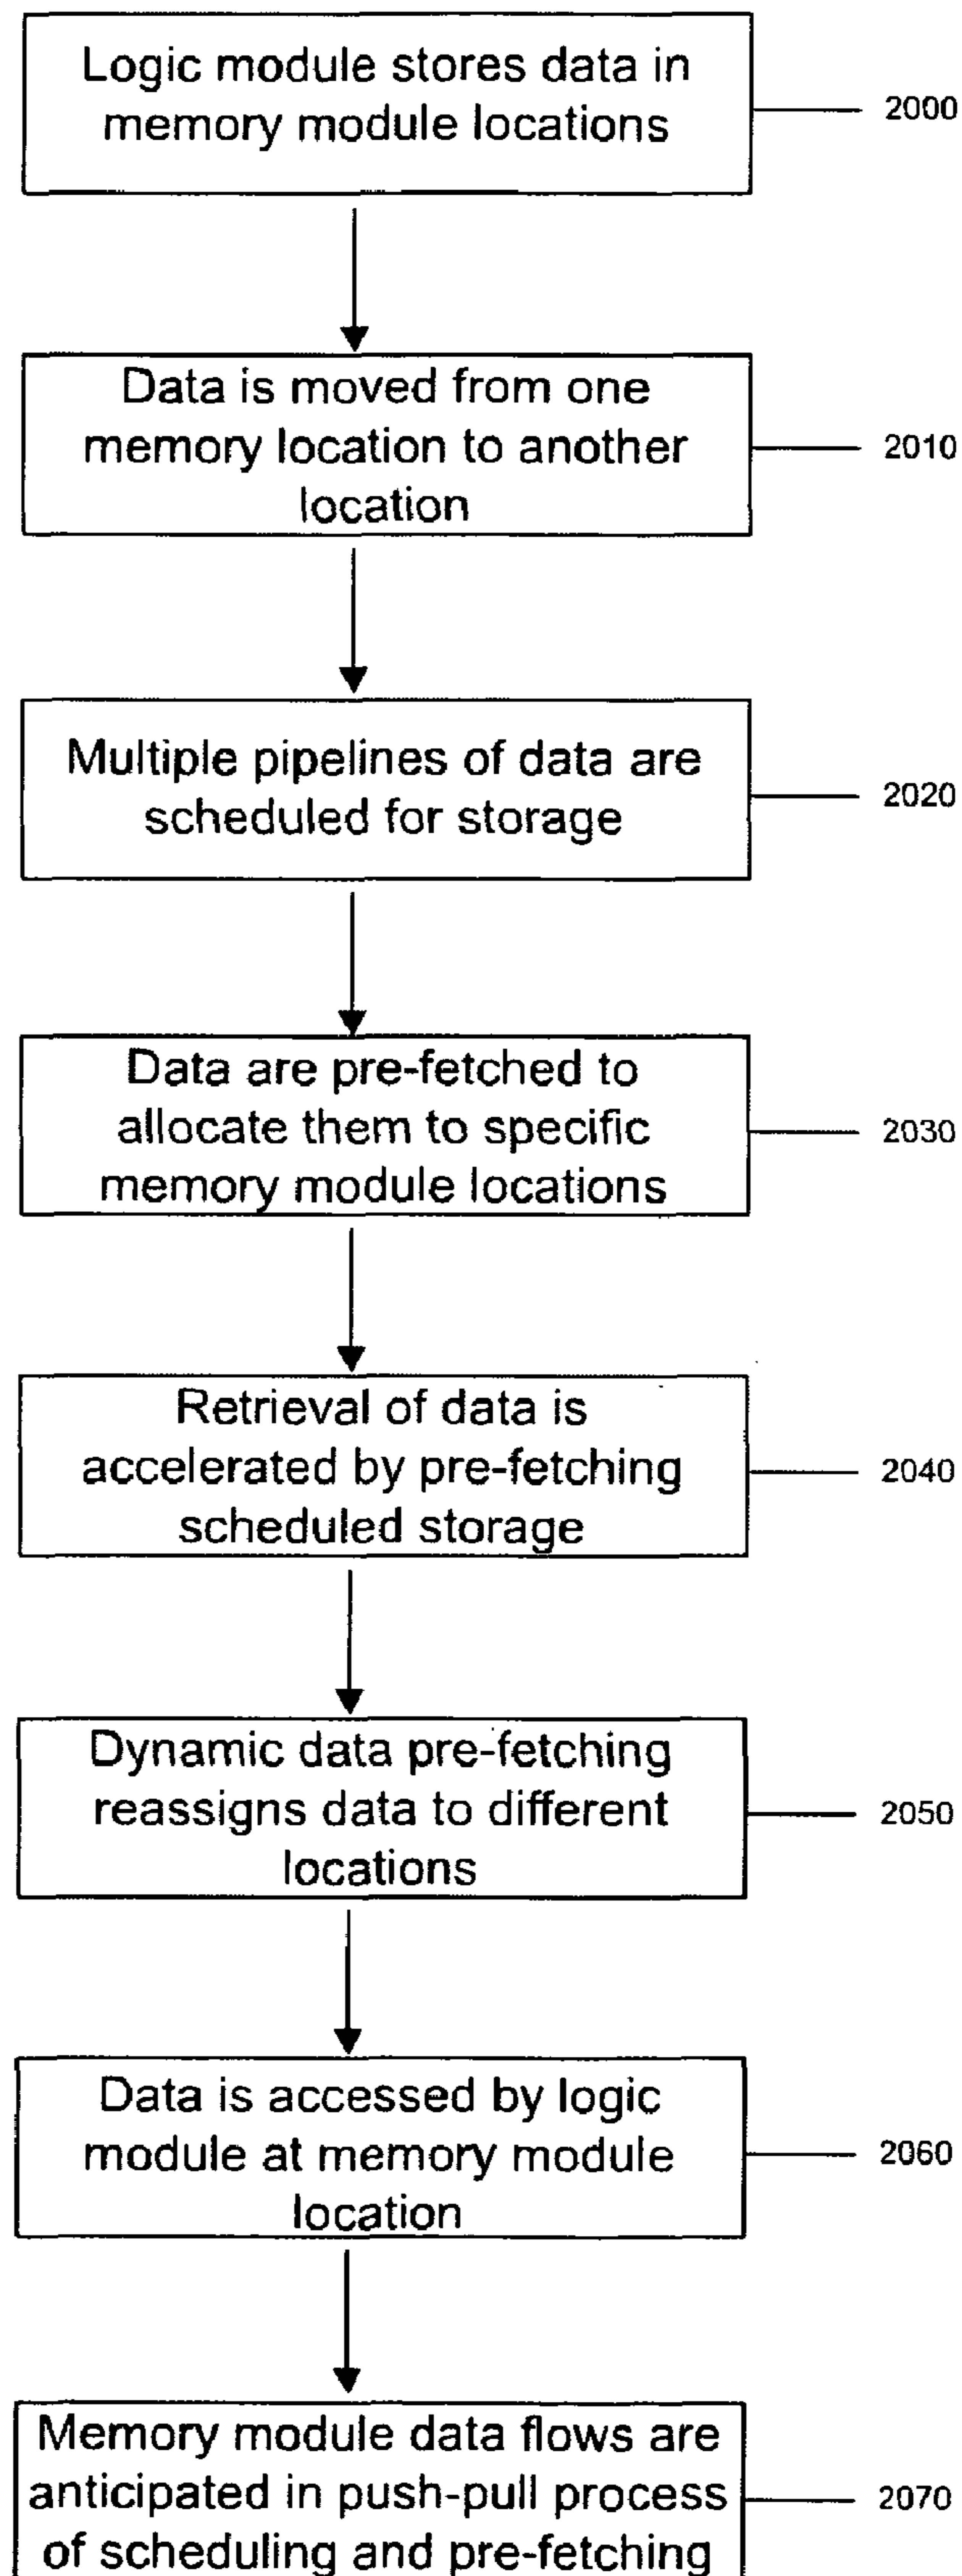 Logic module stores data in
memory module locations
2000
Data is moved from one
memory location to another
location
2010
Multiple pipelines of data are
scheduled for storage
2020
Data are pre-fetched to
allocate them to specific
memory module locations
2030
Retrieval of data is
accelerated by pre-fetching
scheduled storage
2040
Dynamic data pre-fetching
reassigns data to different
locations
2050
Data is accessed by logic
module at memory module
location
2060
Memory module data flows are
anticipated in push-pull process
of scheduling and pre-fetching
2070